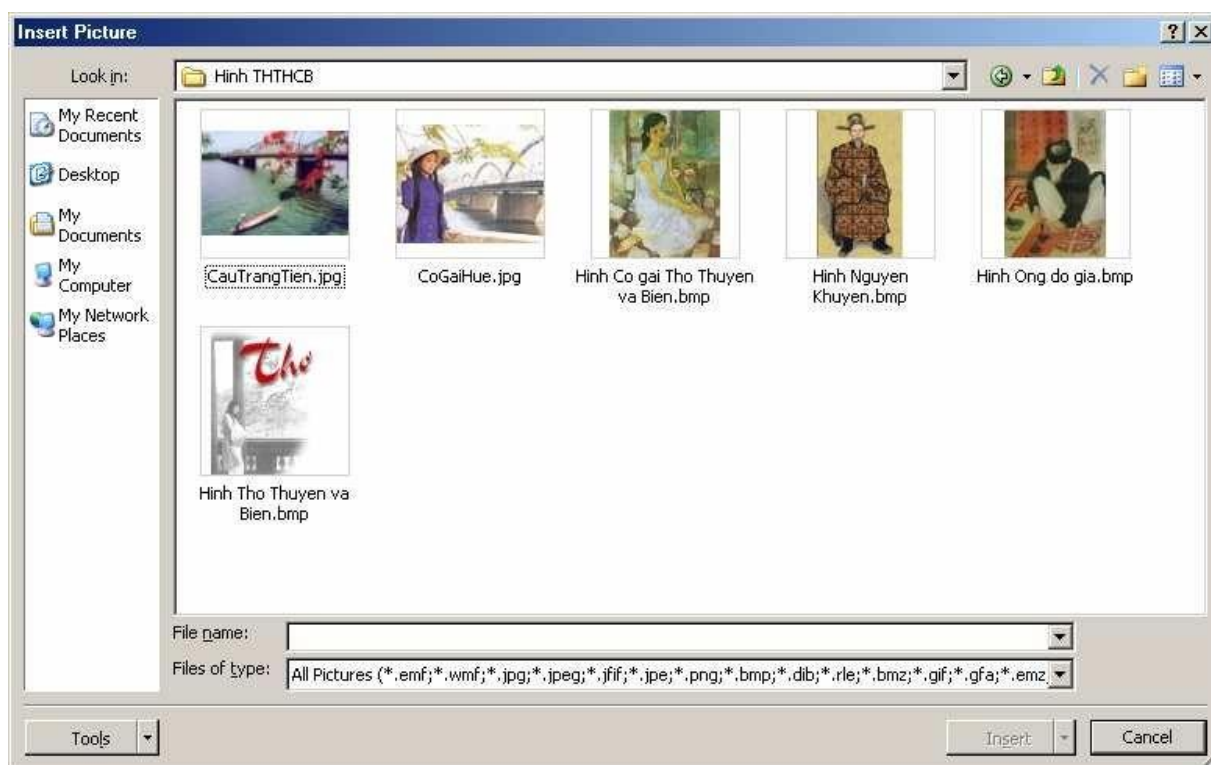 Insert Picture
Look in:
Hinh THTHCB
My Recent
Documents
Desktop
My
Documents
My
Computer
My Network
Places
CauTrangTien.jpg
CoGaiHue.jpg
Hinh Co gai Tho Thuyen
va Bien.bmp
Hinh Nguyen
Khuyen.bmp
Hinh Ong do gia.bmp
Tho
Hinh Tho Thuyen va
Bien.bmp
File name:
Files of type:
All Pictures (*.emf;*.wmf;*.jpg;*.jpeg;*.jfif;*.jpe;*.png;*.bmp;*.dib;*.rle;*.bmz;*.gif;*.gfa;*.emz
Tools
Insert
Cancel